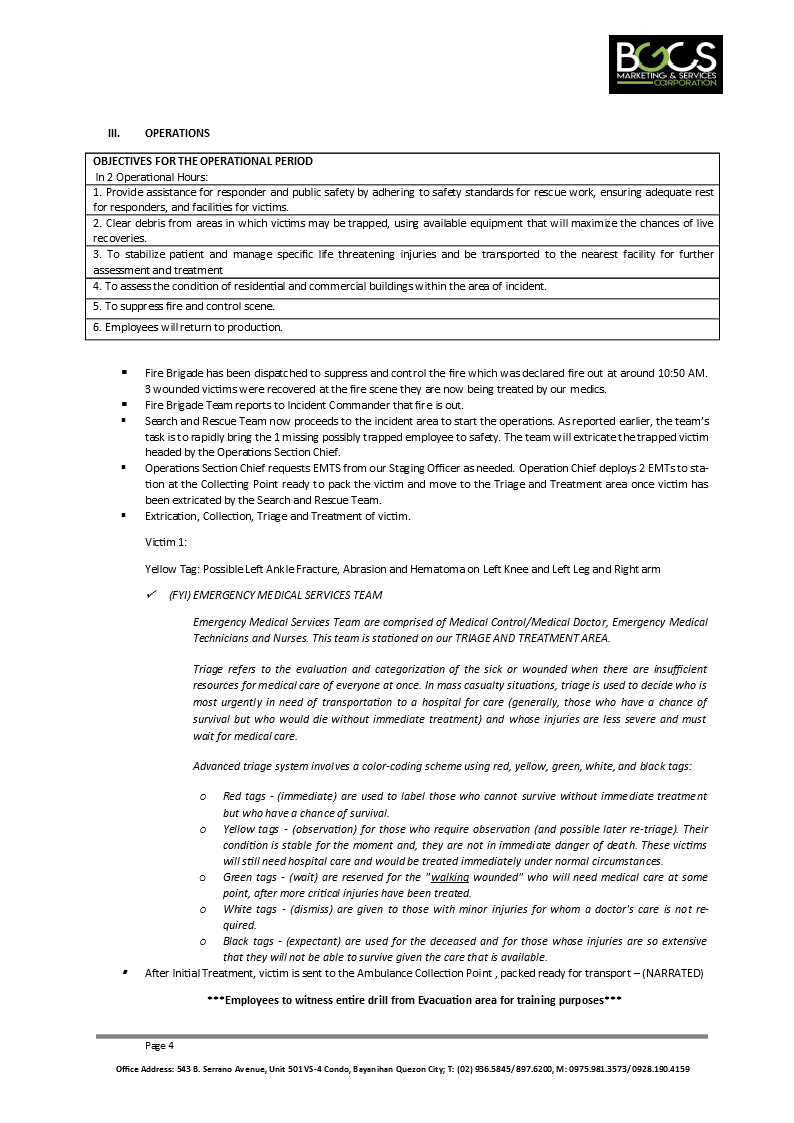 BGCS
MARKETING & SERVICES
CORPORATION
III. OPERATIONS
OBJECTIVES FOR THE OPERATIONAL PERIOD
In 2 Operational Hours:
1. Provide assistance for responder and public safety by adhering to safety standards for rescue work, ensuring adequate rest
for responders, and facilities for victims.
2. Clear debris from areas in which victims may be trapped, using available equipment that will maximize the chances of live
recoveries.
3. To stabilize patient and manage specific life threatening injuries and be transported to the nearest facility for further
assessment and treatment
4. To assess the condition of residential and commercial buildings within the area of incident.
5. To suppress fire and control scene.
6. Employees will return to production.
▪ Fire Brigade has been dispatched to suppress and control the fire which was declared fire out at around 10:50 AM.
3 wounded victims were recovered at the fire scene they are now being treated by our medics.
▪ Fire Brigade Team reports to Incident Commander that fire is out.
▪ Search and Rescue Team now proceeds to the incident area to start the operations. As reported earlier, the team's
task is to rapidly bring the 1 missing possibly trapped employee to safety. The team will extricate the trapped victim
headed by the Operations Section Chief.
▪ Operations Section Chief requests EMTS from our Staging Officer as needed. Operation Chief deploys 2 EMTs to sta-
tion at the Collecting Point ready to pack the victim and move to the Triage and Treatment area once victim has
been extricated by the Search and Rescue Team.
▪ Extrication, Collection, Triage and Treatment of victim.
Victim 1:
Yellow Tag: Possible Left Ankle Fracture, Abrasion and Hematoma on Left Knee and Left Leg and Right arm
✓ (FYI) EMERGENCY MEDICAL SERVICES TEAM
Emergency Medical Services Team are comprised of Medical Control/Medical Doctor, Emergency Medical
Technicians and Nurses. This team is stationed on our TRIAGE AND TREATMENT AREA.
Triage refers to the evaluation and categorization of the sick or wounded when there are insufficient
resources for medical care of everyone at once. In mass casualty situations, triage is used to decide who is
most urgently in need of transportation to a hospital for care (generally, those who have a chance of
survival but who would die without immediate treatment) and whose injuries are less severe and must
wait for medical care.
Advanced triage system involves a color-coding scheme using red, yellow, green, white, and black tags:
o Red tags - (immediate) are used to label those who cannot survive without immediate treatment
but who have a chance of survival.
o Yellow tags - (observation) for those who require observation (and possible later re-triage). Their
condition is stable for the moment and, they are not in immediate danger of death. These victims
will still need hospital care and would be treated immediately under normal circumstances.
o Green tags - (wait) are reserved for the "walking wounded" who will need medical care at some
point, after more critical injuries have been treated.
o White tags - (dismiss) are given to those with minor injuries for whom a doctor's care is not re-
quired.
o Black tags - (expectant) are used for the deceased and for those whose injuries are so extensive
that they will not be able to survive given the care that is available.
▪ After Initial Treatment, victim is sent to the Ambulance Collection Point , packed ready for transport – (NARRATED)
***Employees to witness entire drill from Evacuation area for training purposes***
Page 4
Office Address: 543 B. Serrano Avenue, Unit 501 VS-4 Condo, Bayanihan Quezon City; T: (02) 936.5845/ 897.6200, M: 0975.981.3573/ 0928.190.4159